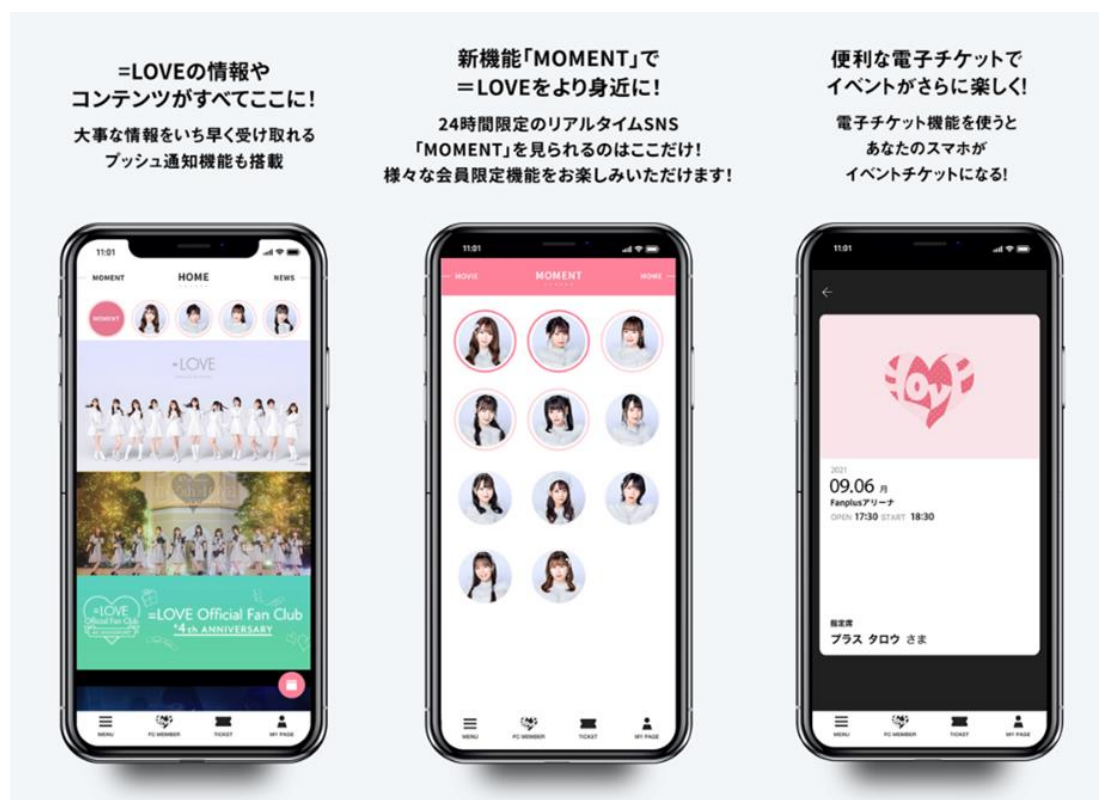 =LOVEの情報や
コンテンツがすべてここに!
大事な情報をいち早く受け取れる
プッシュ通知機能も搭載
11:01
MOMENT
HOME
NEWS
MOMENT
=LOVE
=LOVE
Official Fan Club
=LOVE Official Fan Club
+4th ANNIVERSARY
MENU
FC MEMBER
TICKET
MY PAGE
新機能「MOMENT」で
=LOVEをより身近に!
24時間限定のリアルタイムSNS
「MOMENT」を見られるのはここだけ!
様々な会員限定機能をお楽しみいただけます!
11:01
MOVIE
MOMENT
HOME
MENU
FC MEMBER
TICKET
MY PAGE
便利な電子チケットで
イベントがさらに楽しく!
電子チケット機能を使うと
あなたのスマホが
イベントチケットになる!
11:01
=LOVE
2021
09.06 月
Fanplusアリーナ
OPEN 17:30 START 18:30
指定席
プラス タロウ さま
MENU
FC MEMBER
TICKET
MY PAGE